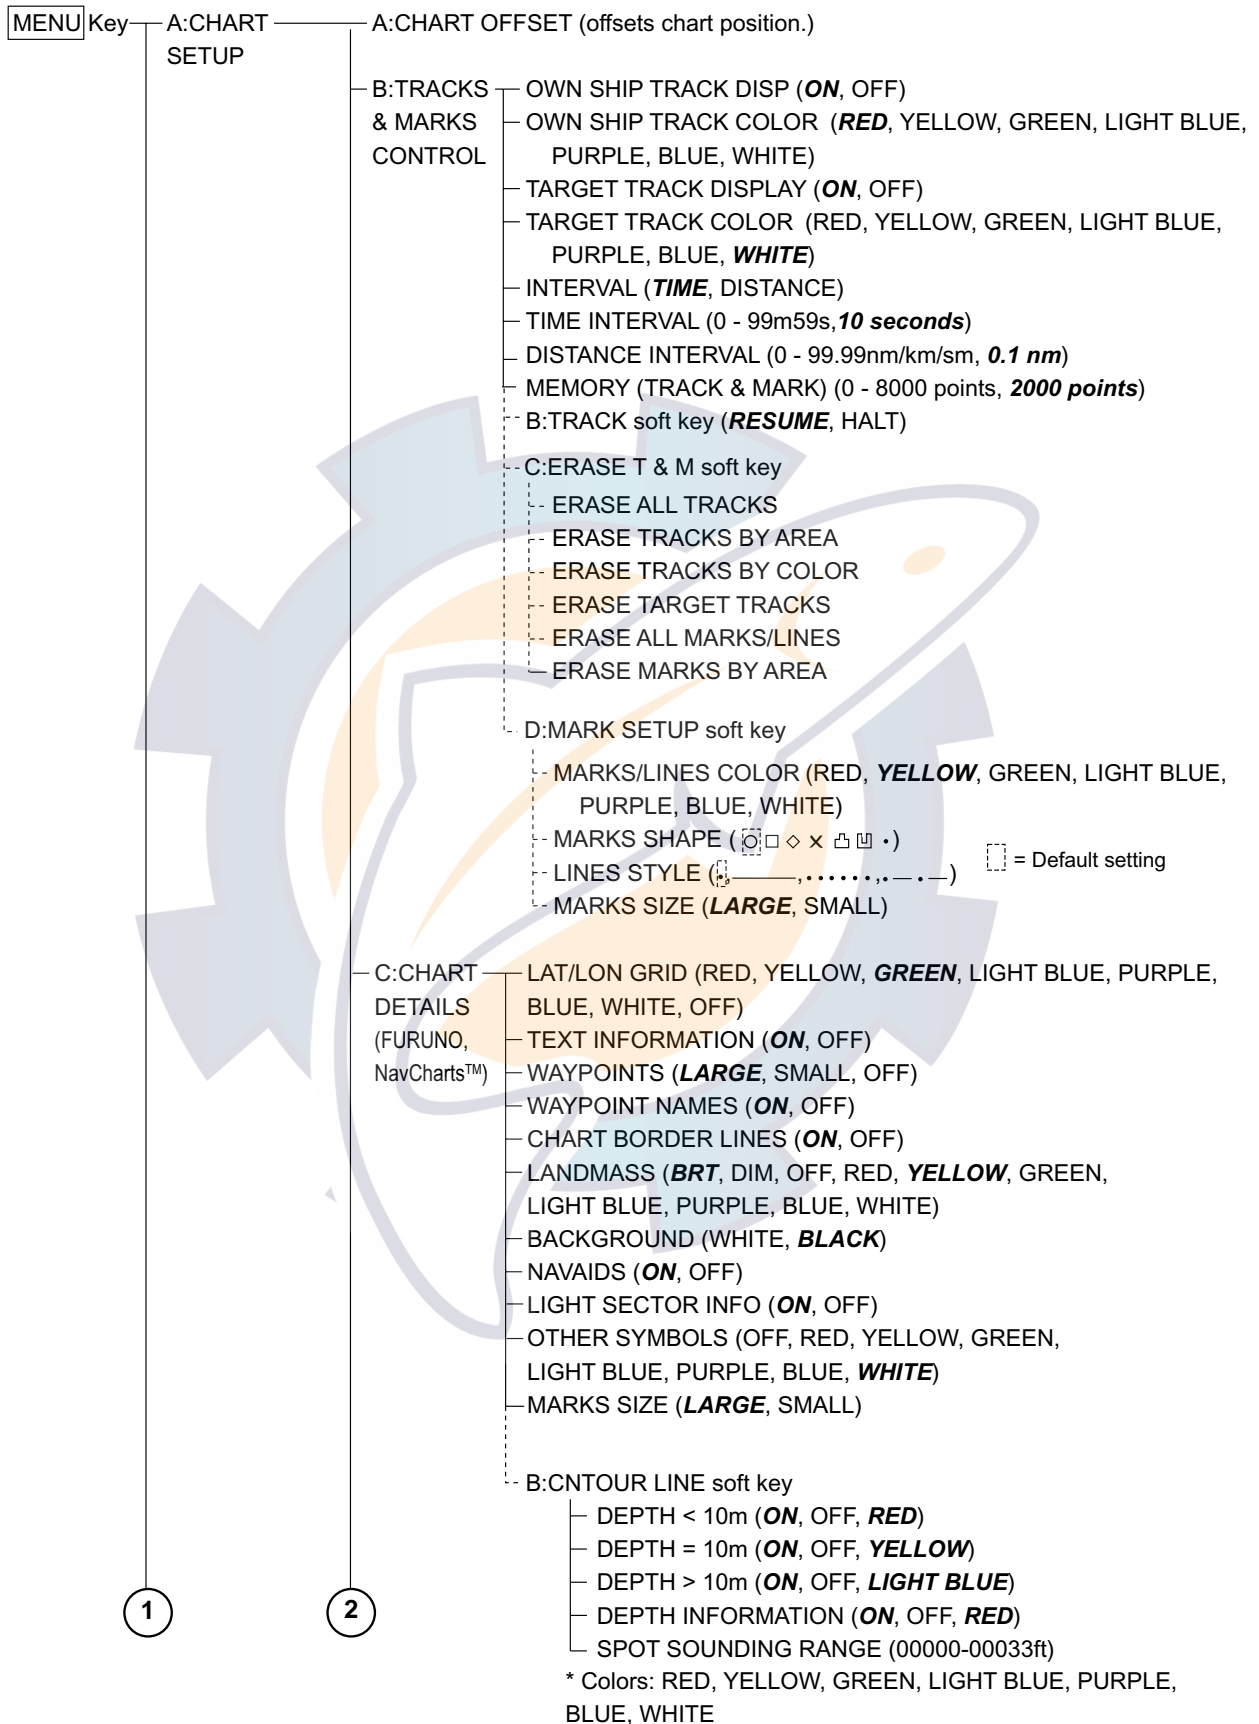 MENU Key A:CHART SETUP
A:CHART OFFSET (offsets chart position.)
B:TRACKS & MARKS CONTROL
OWN SHIP TRACK DISP (ON, OFF)
OWN SHIP TRACK COLOR (RED, YELLOW, GREEN, LIGHT BLUE,
PURPLE, BLUE, WHITE)
TARGET TRACK DISPLAY (ON, OFF)
TARGET TRACK COLOR (RED, YELLOW, GREEN, LIGHT BLUE,
PURPLE, BLUE, WHITE)
INTERVAL (TIME, DISTANCE)
TIME INTERVAL (0 - 99m59s,10 seconds)
DISTANCE INTERVAL (0 - 99.99nm/km/sm, 0.1 nm)
MEMORY (TRACK & MARK) (0 - 8000 points, 2000 points)
B:TRACK soft key (RESUME, HALT)
C:ERASE T & M soft key
ERASE ALL TRACKS
ERASE TRACKS BY AREA
ERASE TRACKS BY COLOR
ERASE TARGET TRACKS
ERASE ALL MARKS/LINES
ERASE MARKS BY AREA
D:MARK SETUP soft key
MARKS/LINES COLOR (RED, YELLOW, GREEN, LIGHT BLUE,
PURPLE, BLUE, WHITE)
MARKS SHAPE ( )
LINES STYLE ( , , , )
= Default setting
MARKS SIZE (LARGE, SMALL)
C:CHART DETAILS (FURUNO, NavCharts™)
LAT/LON GRID (RED, YELLOW, GREEN, LIGHT BLUE, PURPLE,
BLUE, WHITE, OFF)
TEXT INFORMATION (ON, OFF)
WAYPOINTS (LARGE, SMALL, OFF)
WAYPOINT NAMES (ON, OFF)
CHART BORDER LINES (ON, OFF)
LANDMASS (BRT, DIM, OFF, RED, YELLOW, GREEN,
LIGHT BLUE, PURPLE, BLUE, WHITE)
BACKGROUND (WHITE, BLACK)
NAVAIDS (ON, OFF)
LIGHT SECTOR INFO (ON, OFF)
OTHER SYMBOLS (OFF, RED, YELLOW, GREEN,
LIGHT BLUE, PURPLE, BLUE, WHITE)
MARKS SIZE (LARGE, SMALL)
B:CNTOUR LINE soft key
DEPTH < 10m (ON, OFF, RED)
DEPTH = 10m (ON, OFF, YELLOW)
DEPTH > 10m (ON, OFF, LIGHT BLUE)
DEPTH INFORMATION (ON, OFF, RED)
SPOT SOUNDING RANGE (00000-00033ft)
* Colors: RED, YELLOW, GREEN, LIGHT BLUE, PURPLE,
BLUE, WHITE
1
2